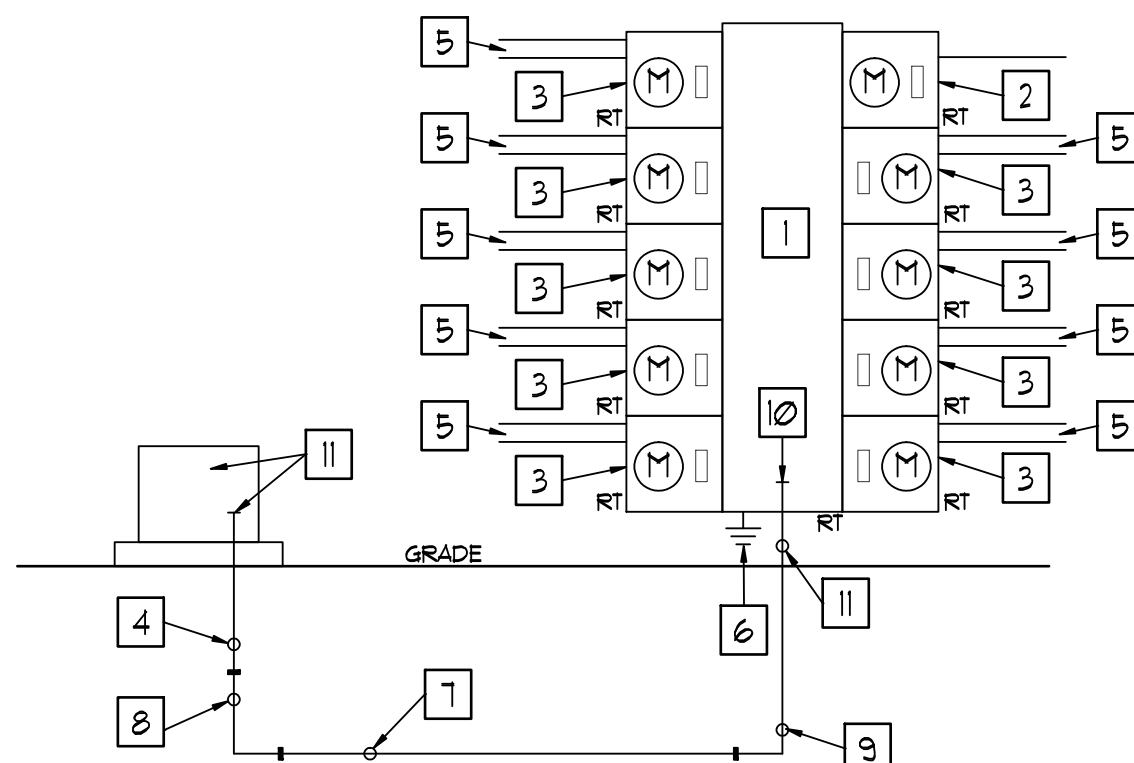 5
3 M M 2
RT RT
5 5
3 M M 3
RT RT
5 1 5
3 M M 3
RT RT
5 5
3 M M 3
RT 10 RT
5 5
11 3 M M 3
RT RT RT
GRADE
11
4 6
7
8 9